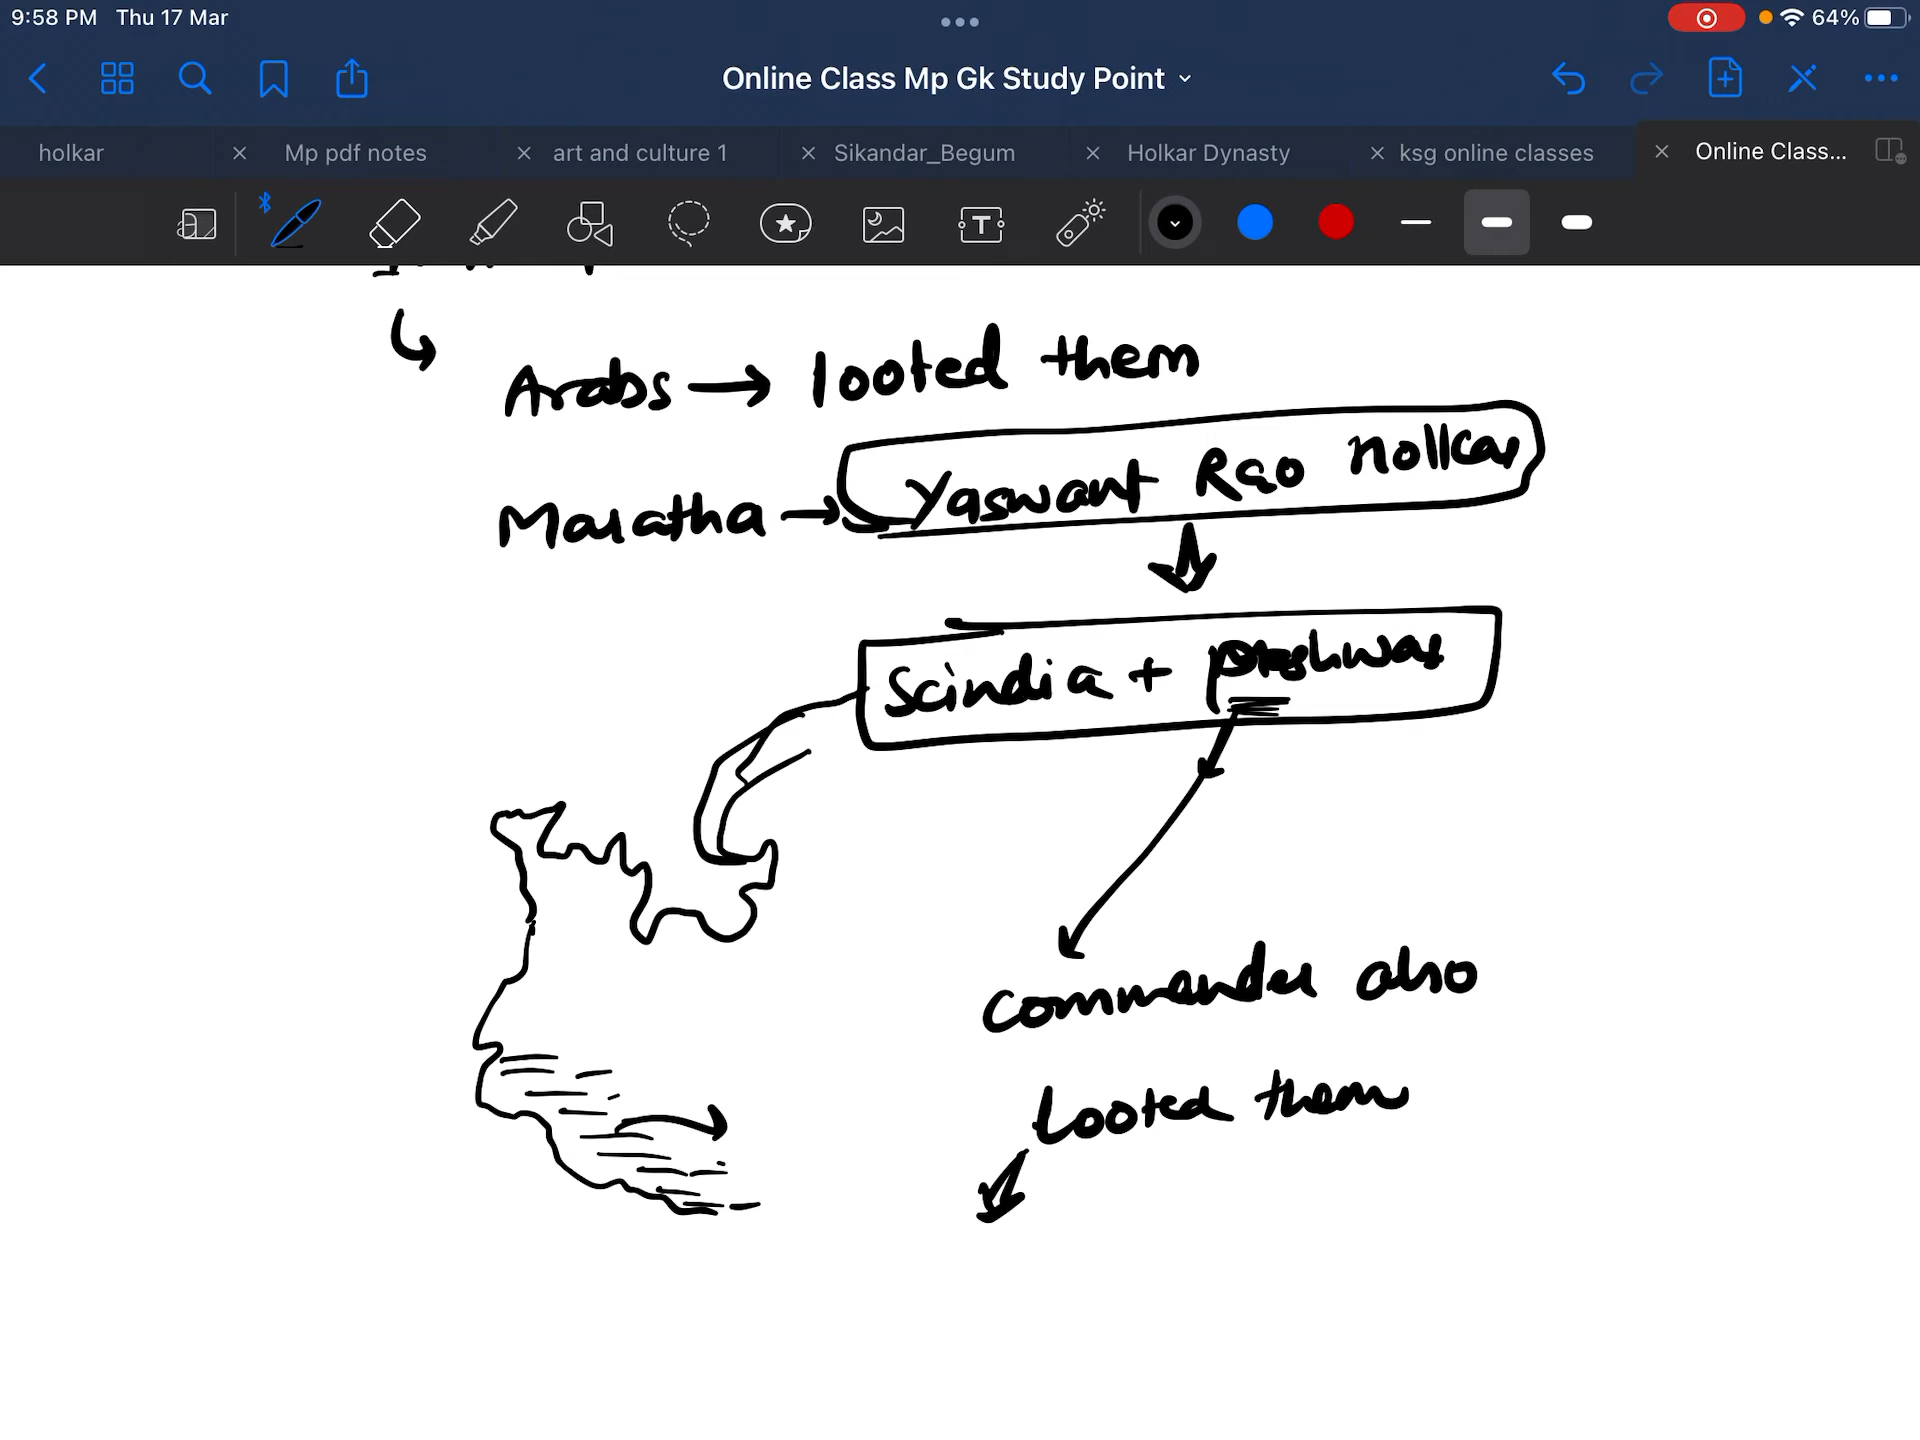 9:58 PM Thu 17 Mar
64%
Online Class Mp Gk Study Point
holkar
Mp pdf notes
art and culture 1
Sikandar_Begum
Holkar Dynasty
ksg online classes
Online Class...
Arabs → looted them
Maratha → Yaswant Rao Hollkar
Scindia + peshwas
commander also
Looted them